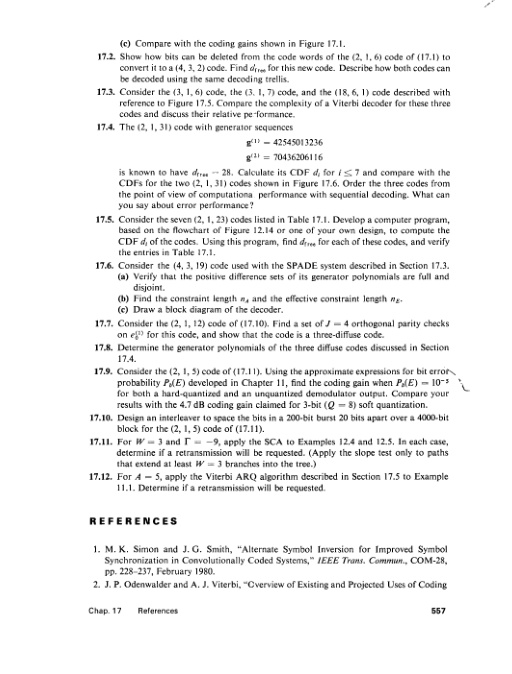 (c) Compare with the coding gains shown in Figure 17.1.
17.2. Show how bits can be deleted from the code words of the (2, 1, 6) code of (17.1) to
convert it to a (4, 3, 2) code. Find d_free for this new code. Describe how both codes can
be decoded using the same decoding trellis.
17.3. Consider the (3, 1, 6) code, the (3, 1, 7) code, and the (18, 6, 1) code described with
reference to Figure 17.5. Compare the complexity of a Viterbi decoder for these three
codes and discuss their relative performance.
17.4. The (2, 1, 31) code with generator sequences
g⁽¹⁾ = 42545013236
g⁽²⁾ = 70436206116
is known to have d_free = 28. Calculate its CDF d_i for i ≤ 7 and compare with the
CDFs for the two (2, 1, 31) codes shown in Figure 17.6. Order the three codes from
the point of view of computational performance with sequential decoding. What can
you say about error performance?
17.5. Consider the seven (2, 1, 23) codes listed in Table 17.1. Develop a computer program,
based on the flowchart of Figure 12.14 or one of your own design, to compute the
CDF d_i of the codes. Using this program, find d_free for each of these codes, and verify
the entries in Table 17.1.
17.6. Consider the (4, 3, 19) code used with the SPADE system described in Section 17.3.
(a) Verify that the positive difference sets of its generator polynomials are full and
disjoint.
(b) Find the constraint length n_A and the effective constraint length n_E.
(c) Draw a block diagram of the decoder.
17.7. Consider the (2, 1, 12) code of (17.10). Find a set of J = 4 orthogonal parity checks
on e₀⁽¹⁾ for this code, and show that the code is a three-diffuse code.
17.8. Determine the generator polynomials of the three diffuse codes discussed in Section
17.4.
17.9. Consider the (2, 1, 5) code of (17.11). Using the approximate expressions for bit error
probability P_b(E) developed in Chapter 11, find the coding gain when P_b(E) = 10⁻⁵
for both a hard-quantized and an unquantized demodulator output. Compare your
results with the 4.7 dB coding gain claimed for 3-bit (Q = 8) soft quantization.
17.10. Design an interleaver to space the bits in a 200-bit burst 20 bits apart over a 4000-bit
block for the (2, 1, 5) code of (17.11).
17.11. For W = 3 and Γ = −9, apply the SCA to Examples 12.4 and 12.5. In each case,
determine if a retransmission will be requested. (Apply the slope test only to paths
that extend at least W = 3 branches into the tree.)
17.12. For A = 5, apply the Viterbi ARQ algorithm described in Section 17.5 to Example
11.1. Determine if a retransmission will be requested.
REFERENCES
1. M. K. Simon and J. G. Smith, "Alternate Symbol Inversion for Improved Symbol
Synchronization in Convolutionally Coded Systems," IEEE Trans. Commun., COM-28,
pp. 228–237, February 1980.
2. J. P. Odenwalder and A. J. Viterbi, "Overview of Existing and Projected Uses of Coding
Chap. 17 References 557